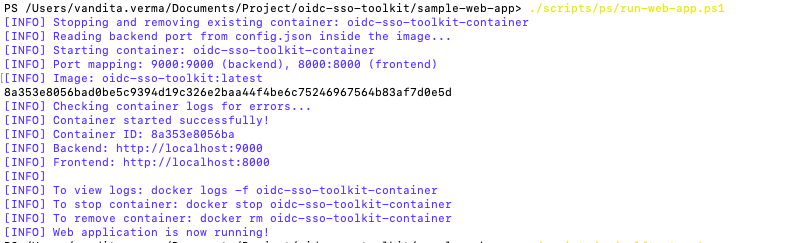 PS /Users/vandita.verma/Documents/Project/oidc-sso-toolkit/sample-web-app> ./scripts/ps/run-web-app.ps1
[INFO] Stopping and removing existing container: oidc-sso-toolkit-container
[INFO] Reading backend port from config.json inside the image...
[INFO] Starting container: oidc-sso-toolkit-container
[INFO] Port mapping: 9000:9000 (backend), 8000:8000 (frontend)
[INFO] Image: oidc-sso-toolkit:latest
8a353e8056bad0be5c9394d19c326e2baa44f4be6c75246967564b83af7d0e5d
[INFO] Checking container logs for errors...
[INFO] Container started successfully!
[INFO] Container ID: 8a353e8056ba
[INFO] Backend: http://localhost:9000
[INFO] Frontend: http://localhost:8000
[INFO]
[INFO] To view logs: docker logs -f oidc-sso-toolkit-container
[INFO] To stop container: docker stop oidc-sso-toolkit-container
[INFO] To remove container: docker rm oidc-sso-toolkit-container
[INFO] Web application is now running!